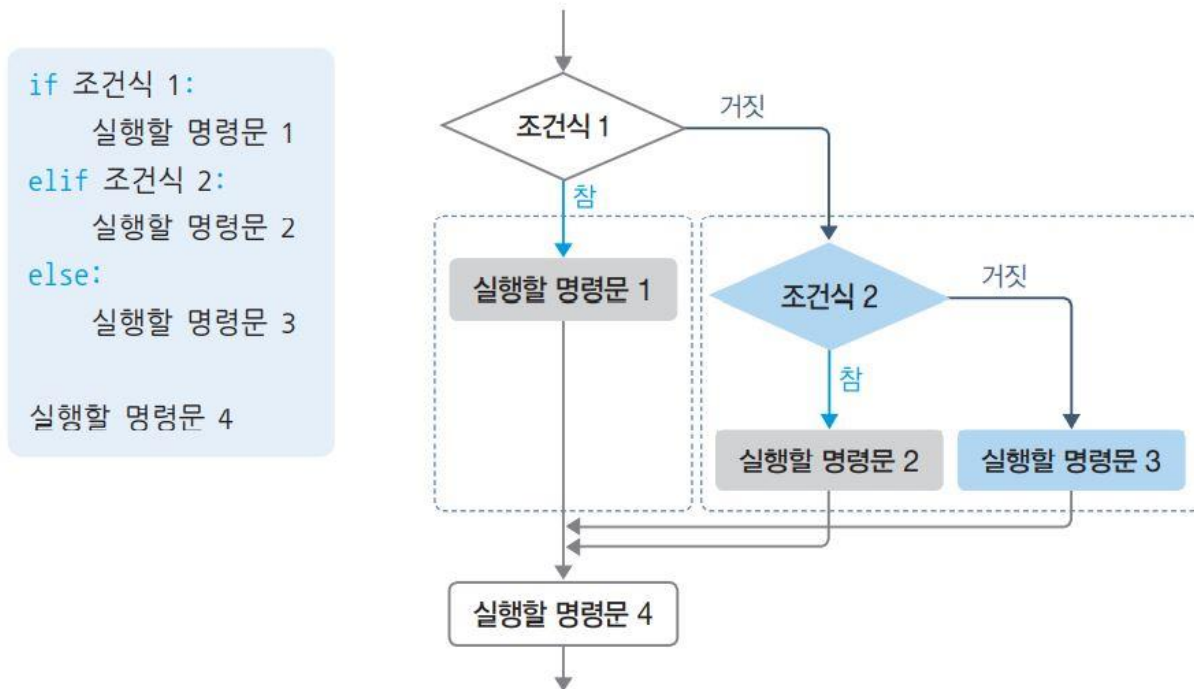 if 조건식 1:
실행할 명령문 1
elif 조건식 2:
실행할 명령문 2
else:
실행할 명령문 3
실행할 명령문 4
조건식 1
거짓
참
실행할 명령문 1
조건식 2
거짓
참
실행할 명령문 2
실행할 명령문 3
실행할 명령문 4